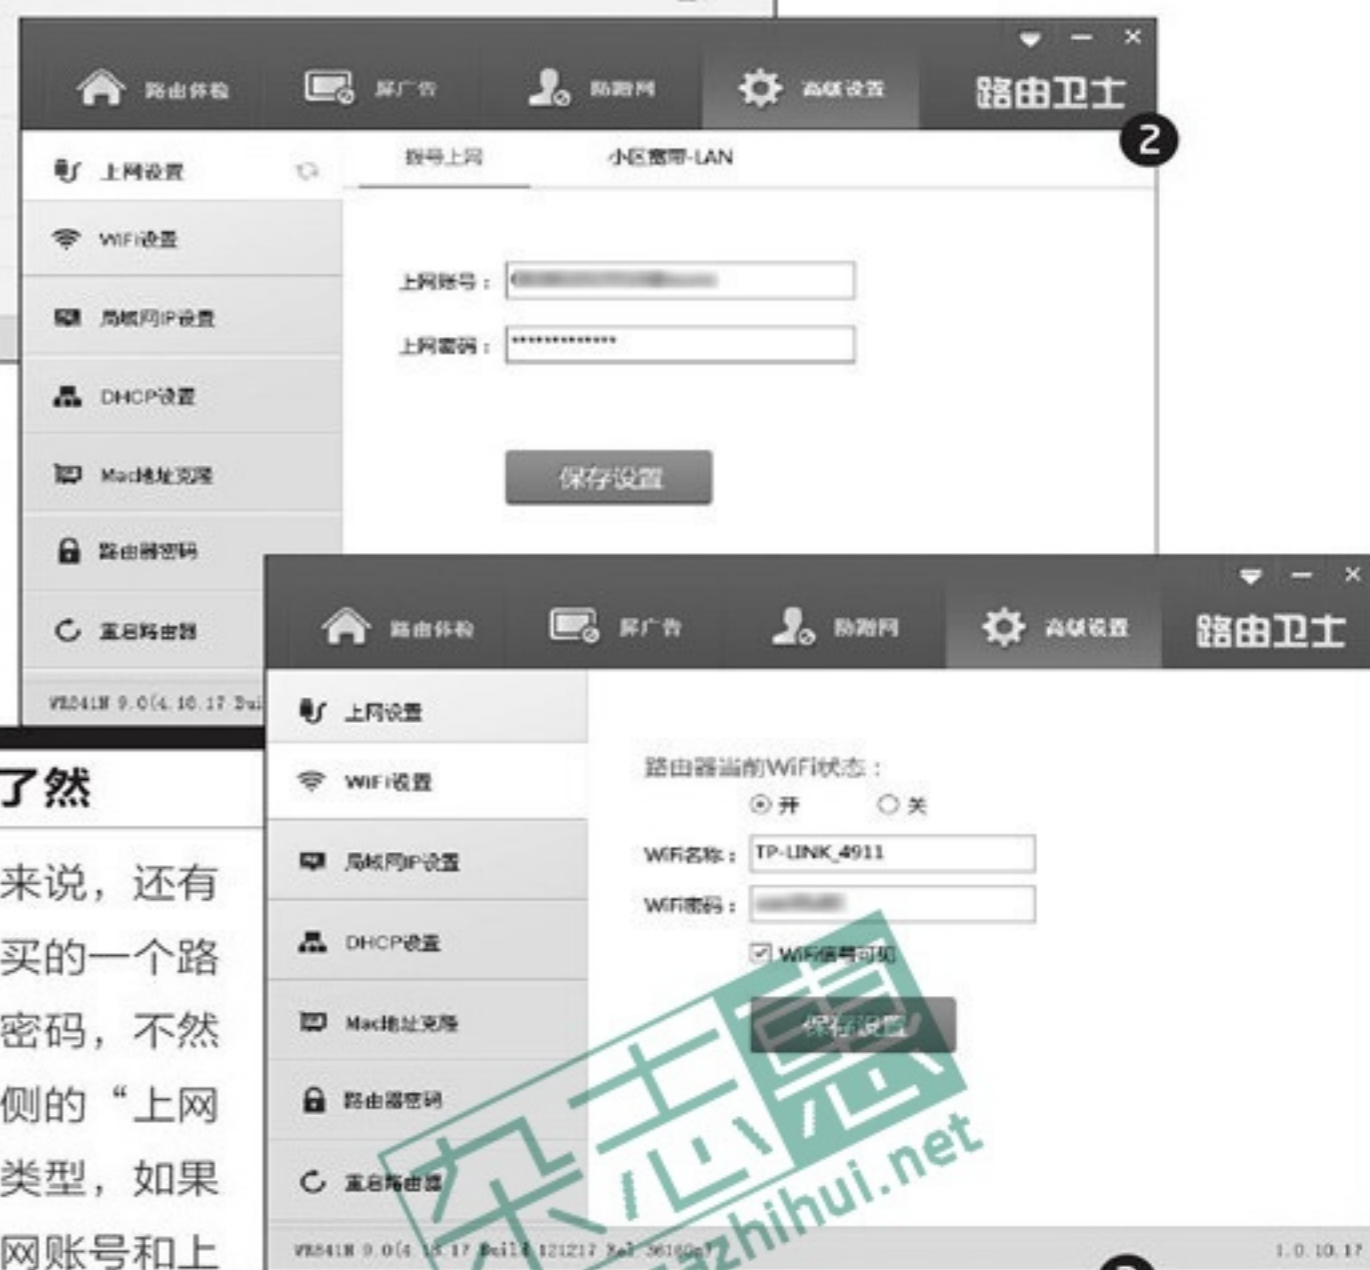 路由体检
屏广告
防蹭网
高级设置
路由卫士
2
上网设置
拨号上网
小区宽带-LAN
WiFi设置
上网账号：
局域网IP设置
上网密码：*************
DHCP设置
Mac地址克隆
保存设置
路由器密码
重启路由器
VR841N 9.0(4.18.17 Bui
路由体检
屏广告
防蹭网
高级设置
路由卫士
上网设置
WiFi设置
局域网IP设置
DHCP设置
Mac地址克隆
路由器密码
重启路由器
路由器当前WiFi状态：
开 关
WiFi名称：TP-LINK_4911
WiFi密码：
WiFi信号可见
保存设置
1.0.10.17
了然
来说，还有
买的一个路
密码，不然
侧的“上网
类型，如果
网账号和上
杂志惠
azhihui.net